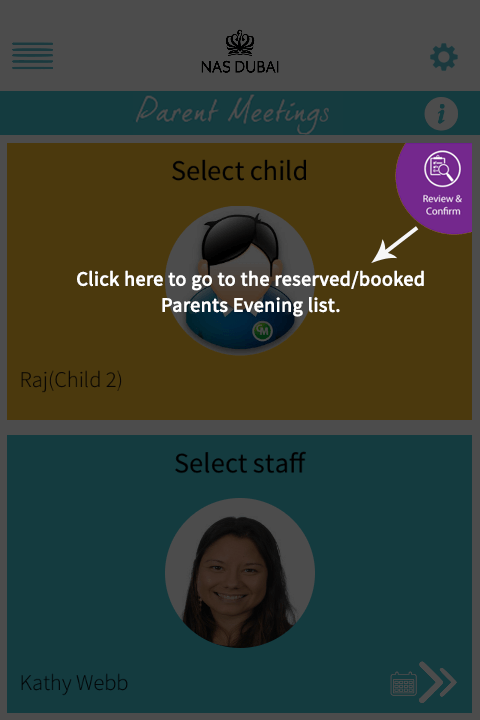 NAS DUBAI
Parent Meetings
i
Select child
Review &
Confirm
Click here to go to the reserved/booked
Parents Evening list.
Raj(Child 2)
Select staff
Kathy Webb